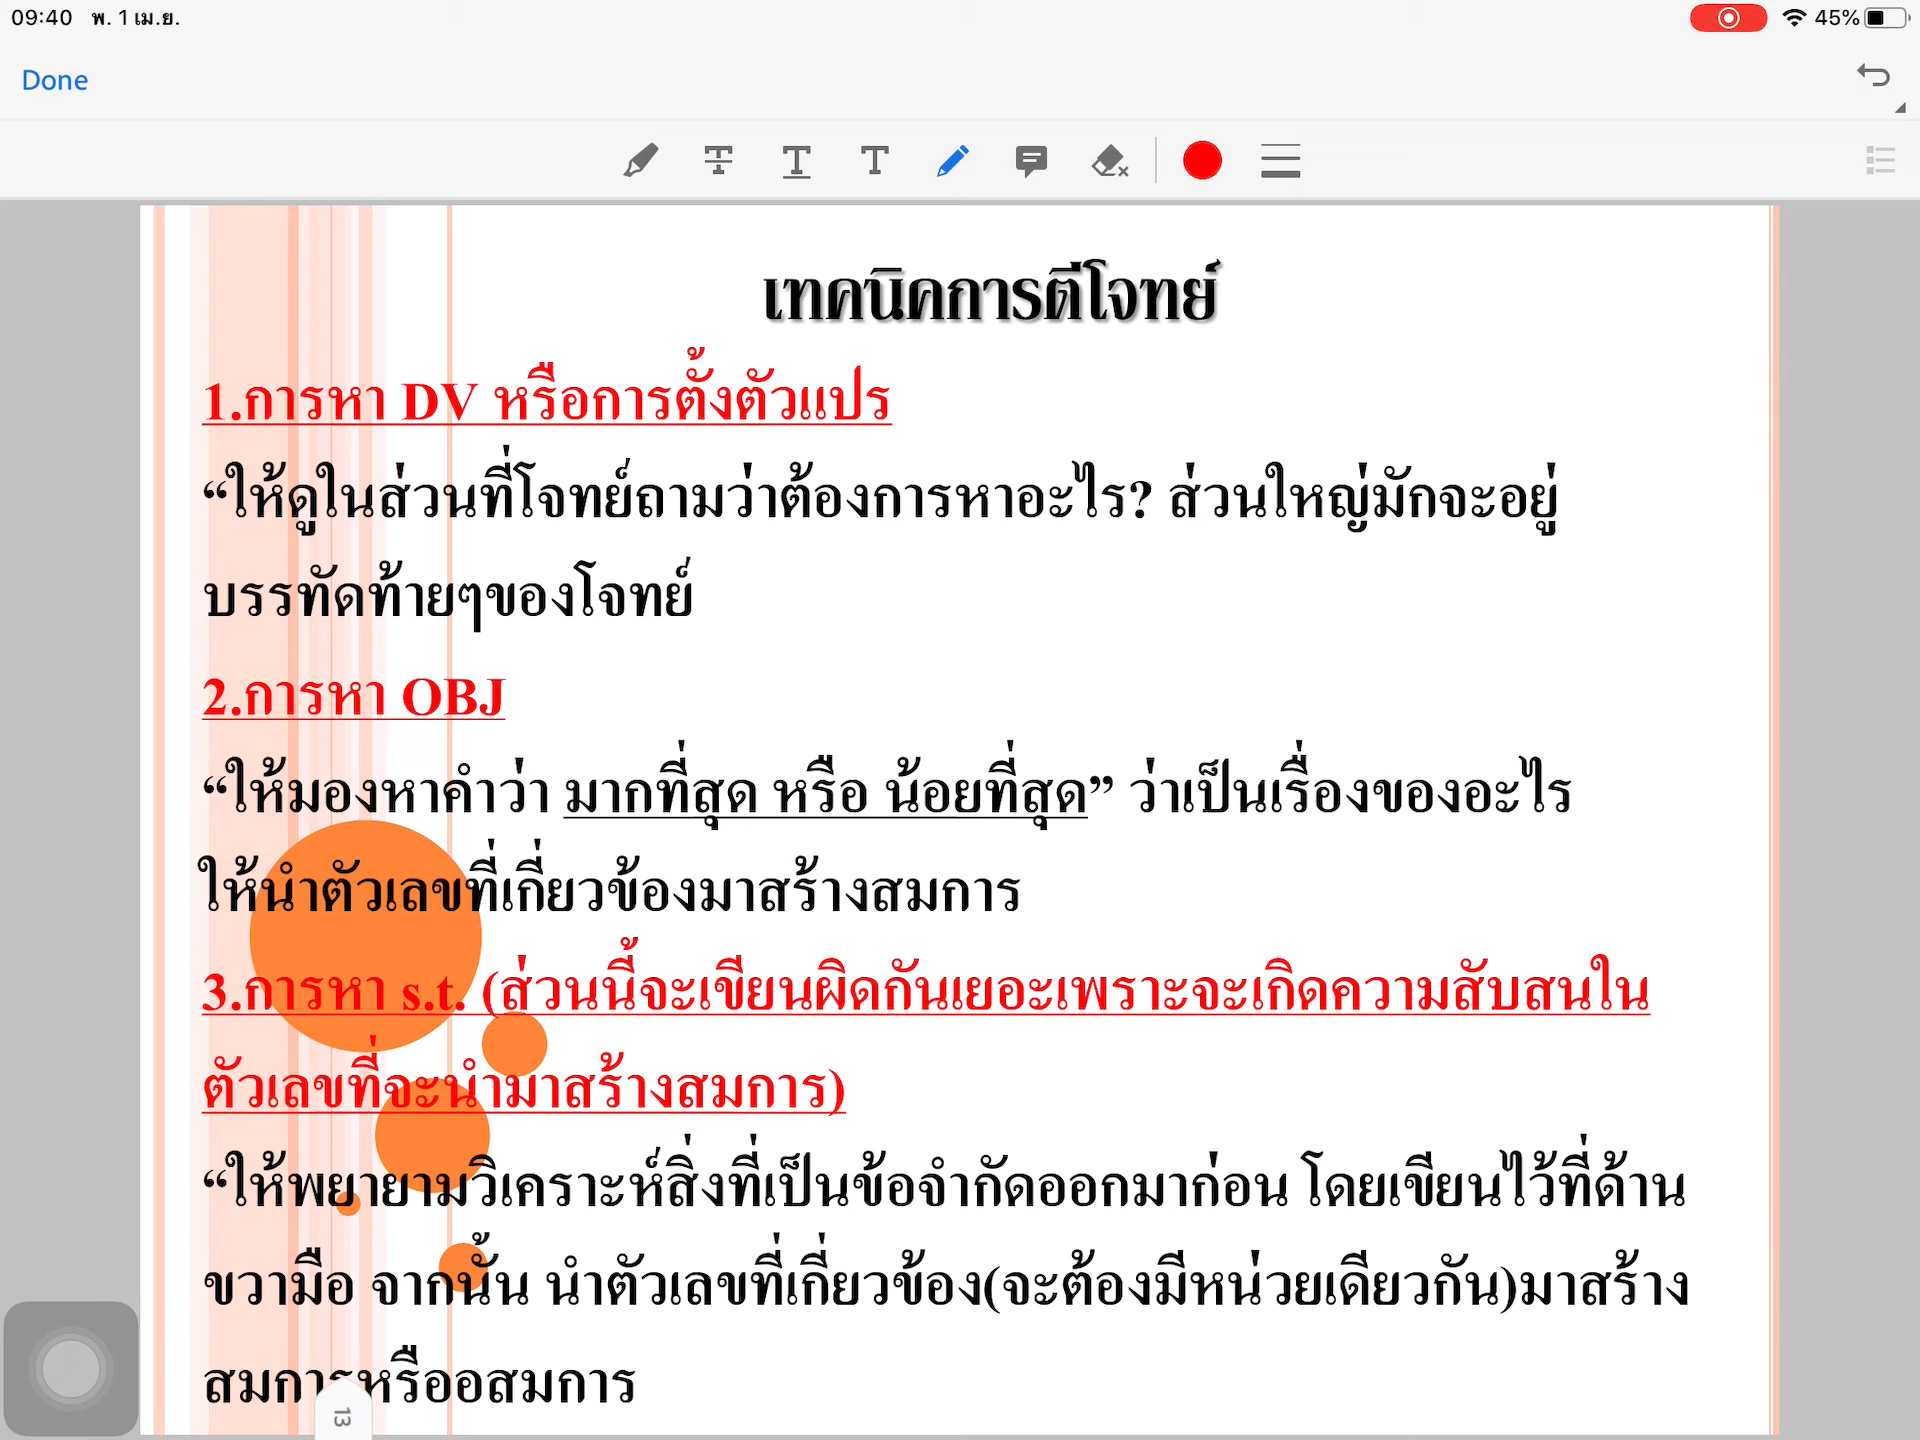 09:40 พ. 1 เม.ย.
45%
Done
เทคนิคการตีโจทย์
1.การหา DV หรือการตั้งตัวแปร
“ให้ดูในส่วนที่โจทย์ถามว่าต้องการหาอะไร? ส่วนใหญ่มักจะอยู่
บรรทัดท้ายๆของโจทย์
2.การหา OBJ
“ให้มองหาคำว่า มากที่สุด หรือ น้อยที่สุด” ว่าเป็นเรื่องของอะไร
ให้นำตัวเลขที่เกี่ยวข้องมาสร้างสมการ
3.การหา s.t. (ส่วนนี้จะเขียนผิดกันเยอะเพราะจะเกิดความสับสนใน
ตัวเลขที่จะนำมาสร้างสมการ)
“ให้พยายามวิเคราะห์สิ่งที่เป็นข้อจำกัดออกมาก่อน โดยเขียนไว้ที่ด้าน
ขวามือ จากนั้น นำตัวเลขที่เกี่ยวข้อง(จะต้องมีหน่วยเดียวกัน)มาสร้าง
สมการหรืออสมการ
13